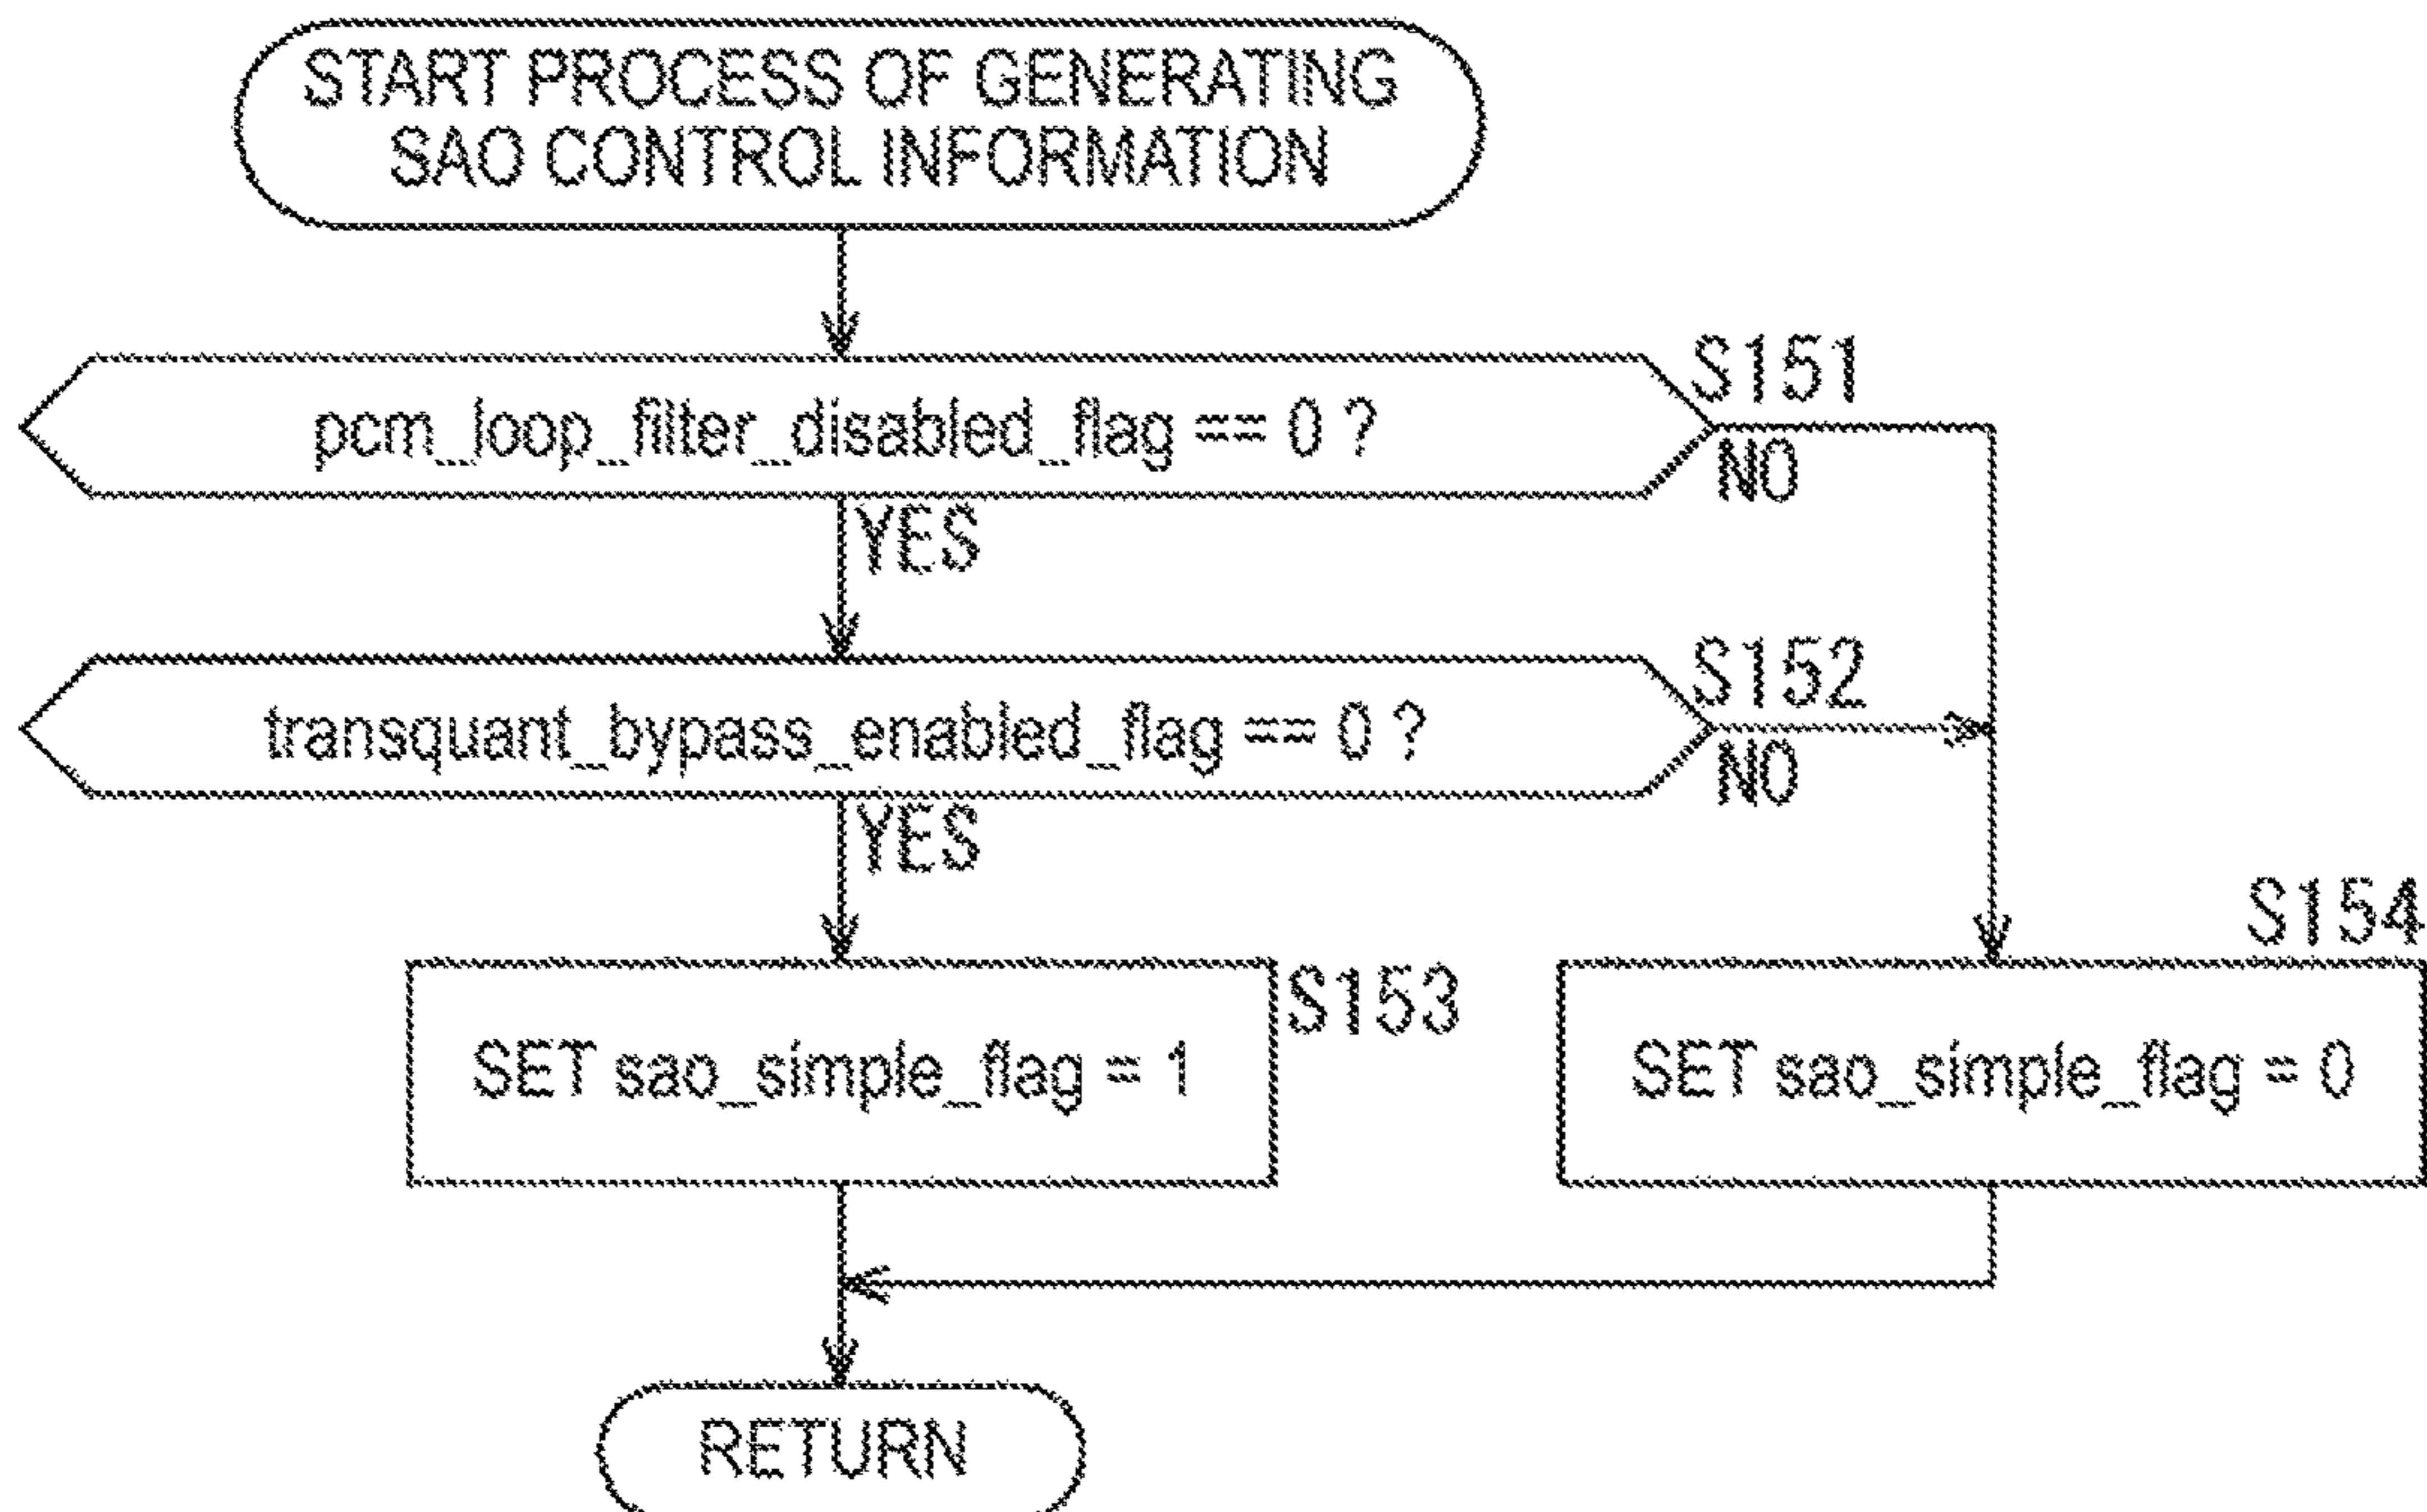 START PROCESS OF GENERATING
SAO CONTROL INFORMATION
S151
pcm_loop_filter_disabled_flag == 0 ?
NO
YES
S152
transquant_bypass_enabled_flag == 0 ?
NO
YES
S154
S153
SET sao_simple_flag = 1
SET sao_simple_flag = 0
RETURN